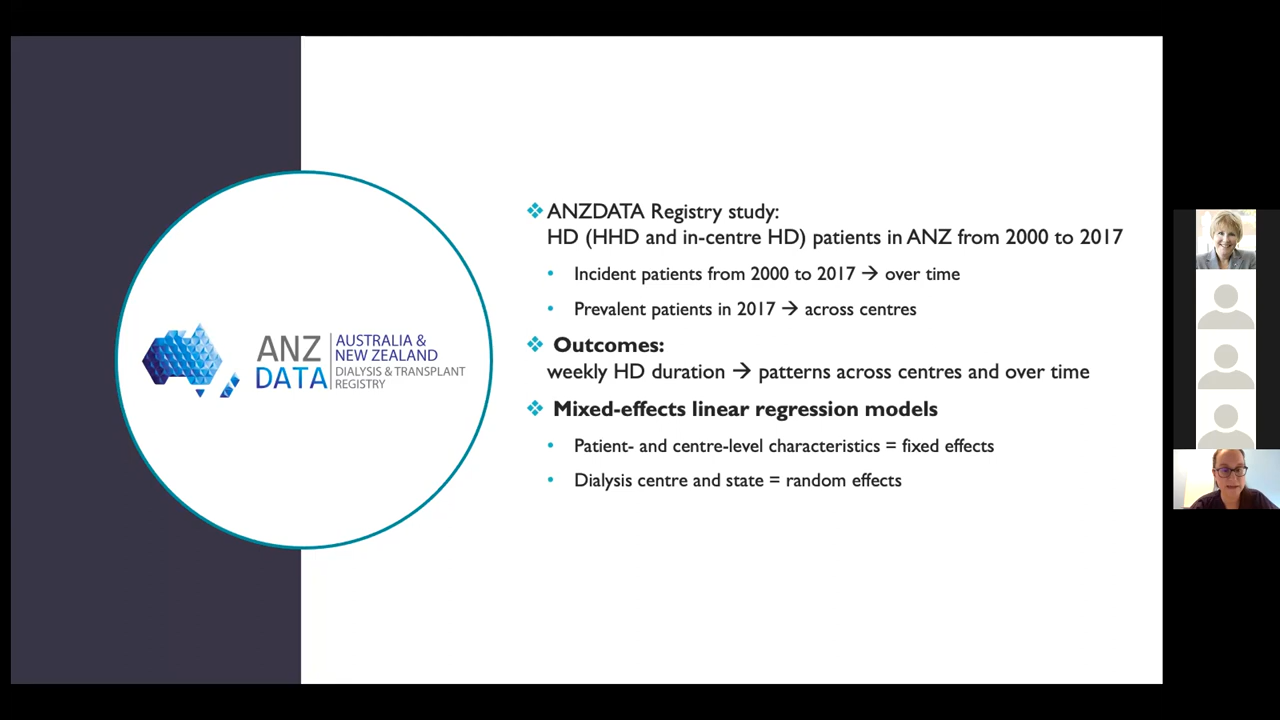 ANZ
DATA
AUSTRALIA &
NEW ZEALAND
DIALYSIS & TRANSPLANT
REGISTRY
❖ ANZDATA Registry study:
HD (HHD and in-centre HD) patients in ANZ from 2000 to 2017
• Incident patients from 2000 to 2017 → over time
• Prevalent patients in 2017 → across centres
❖ Outcomes:
weekly HD duration → patterns across centres and over time
❖ Mixed-effects linear regression models
• Patient- and centre-level characteristics = fixed effects
• Dialysis centre and state = random effects